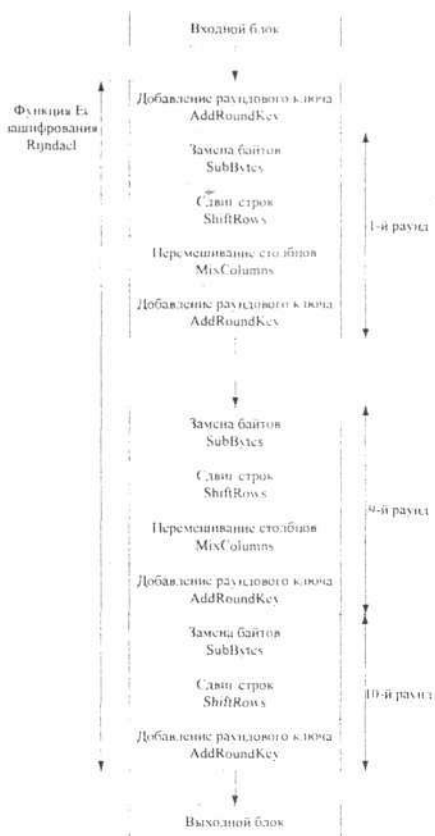 Входной блок
Добавление раундового ключа
AddRoundKey
Функция Ek
зашифрования
Rijndael
Замена байтов
SubBytes
Сдвиг строк
ShiftRows
1-й раунд
Перемешивание столбцов
MixColumns
Добавление раундового ключа
AddRoundKey
Замена байтов
SubBytes
Сдвиг строк
ShiftRows
9-й раунд
Перемешивание столбцов
MixColumns
Добавление раундового ключа
AddRoundKey
Замена байтов
SubBytes
Сдвиг строк
ShiftRows
10-й раунд
Добавление раундового ключа
AddRoundKey
Выходной блок